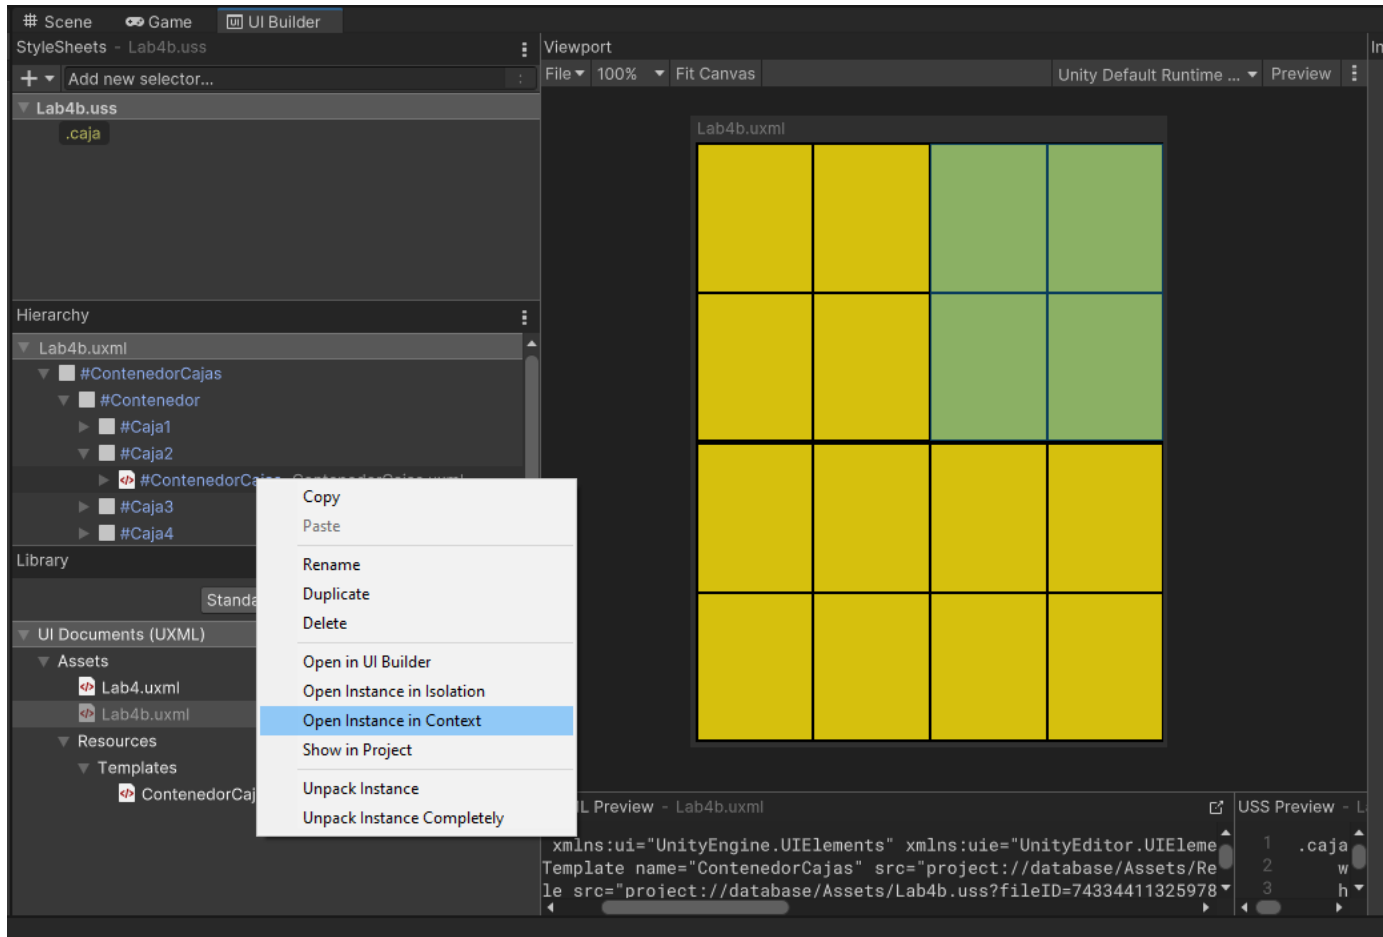 Scene Game UI UI Builder
StyleSheets - Lab4b.uss
Add new selector...
Lab4b.uss
.caja
Hierarchy
Lab4b.uxml
#ContenedorCajas
#Contenedor
#Caja1
#Caja2
#ContenedorCajas ContenedorCajas.uxml
#Caja3
#Caja4
Library
Standa
UI Documents (UXML)
Assets
Lab4.uxml
Lab4b.uxml
Resources
Templates
ContenedorCaj
Copy
Paste
Rename
Duplicate
Delete
Open in UI Builder
Open Instance in Isolation
Open Instance in Context
Show in Project
Unpack Instance
Unpack Instance Completely
Viewport
File 100% Fit Canvas Unity Default Runtime ... Preview
Lab4b.uxml
L Preview - Lab4b.uxml
xmlns:ui="UnityEngine.UIElements" xmlns:uie="UnityEditor.UIEleme
Template name="ContenedorCajas" src="project://database/Assets/Re
le src="project://database/Assets/Lab4b.uss?fileID=74334411325978
USS Preview - L
1 .caja
2 w
3 h
In